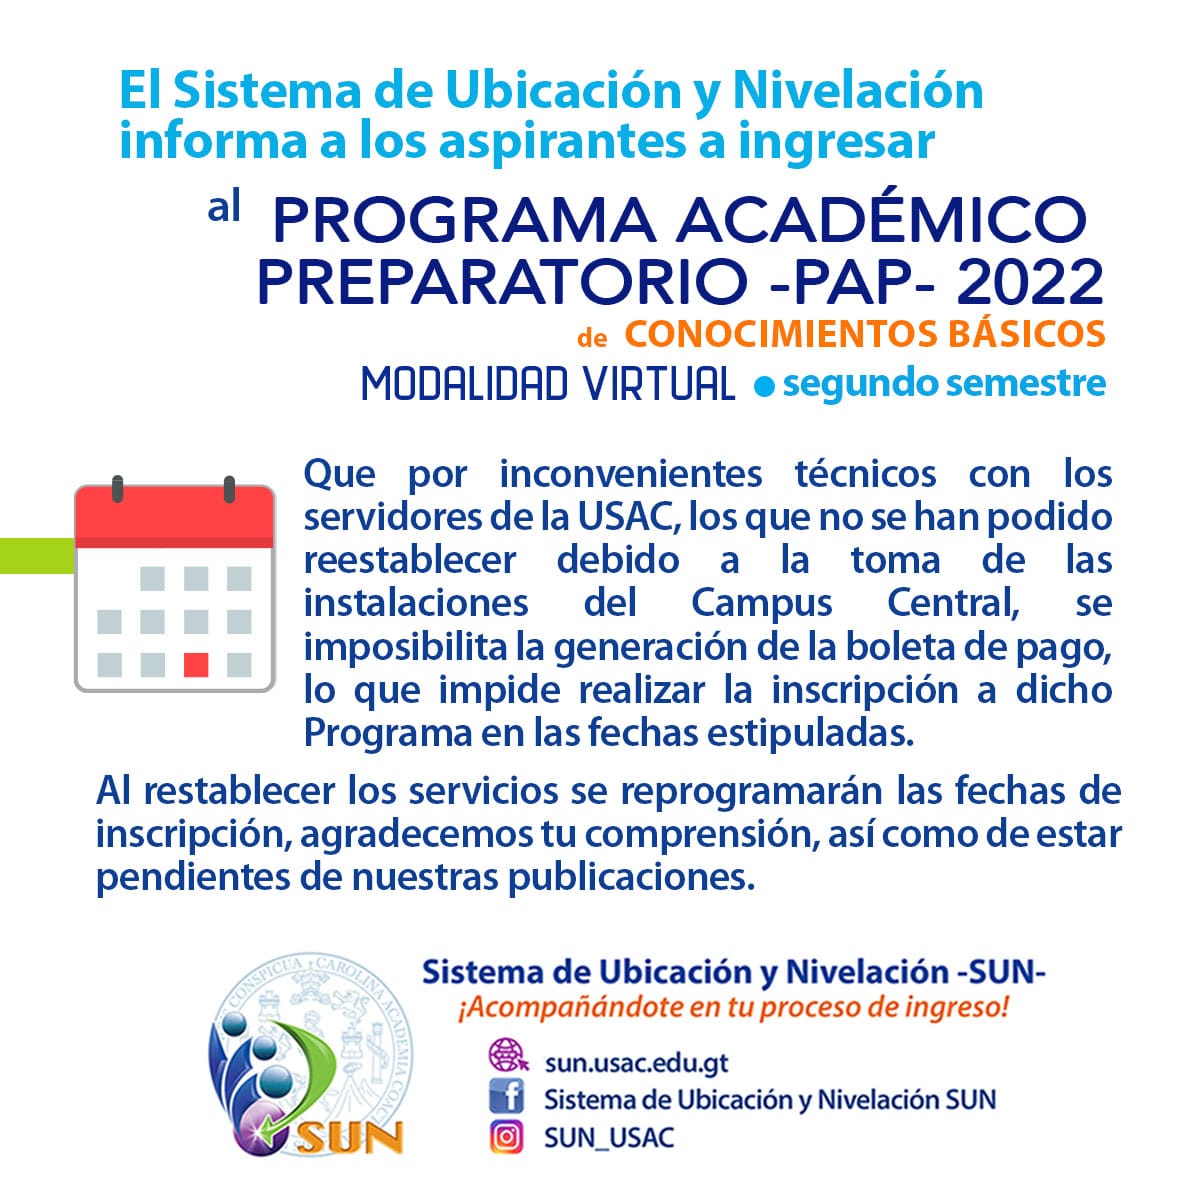 El Sistema de Ubicación y Nivelación
informa a los aspirantes a ingresar
al PROGRAMA ACADÉMICO
PREPARATORIO -PAP- 2022
de CONOCIMIENTOS BÁSICOS
MODALIDAD VIRTUAL • segundo semestre
Que por inconvenientes técnicos con los
servidores de la USAC, los que no se han podido
reestablecer debido a la toma de las
instalaciones del Campus Central, se
imposibilita la generación de la boleta de pago,
lo que impide realizar la inscripción a dicho
Programa en las fechas estipuladas.
Al restablecer los servicios se reprogramarán las fechas de
inscripción, agradecemos tu comprensión, así como de estar
pendientes de nuestras publicaciones.
CONSPICUA CAROLINA ACADEMIA COACT
SUN
Sistema de Ubicación y Nivelación -SUN-
¡Acompañándote en tu proceso de ingreso!
sun.usac.edu.gt
Sistema de Ubicación y Nivelación SUN
SUN_USAC